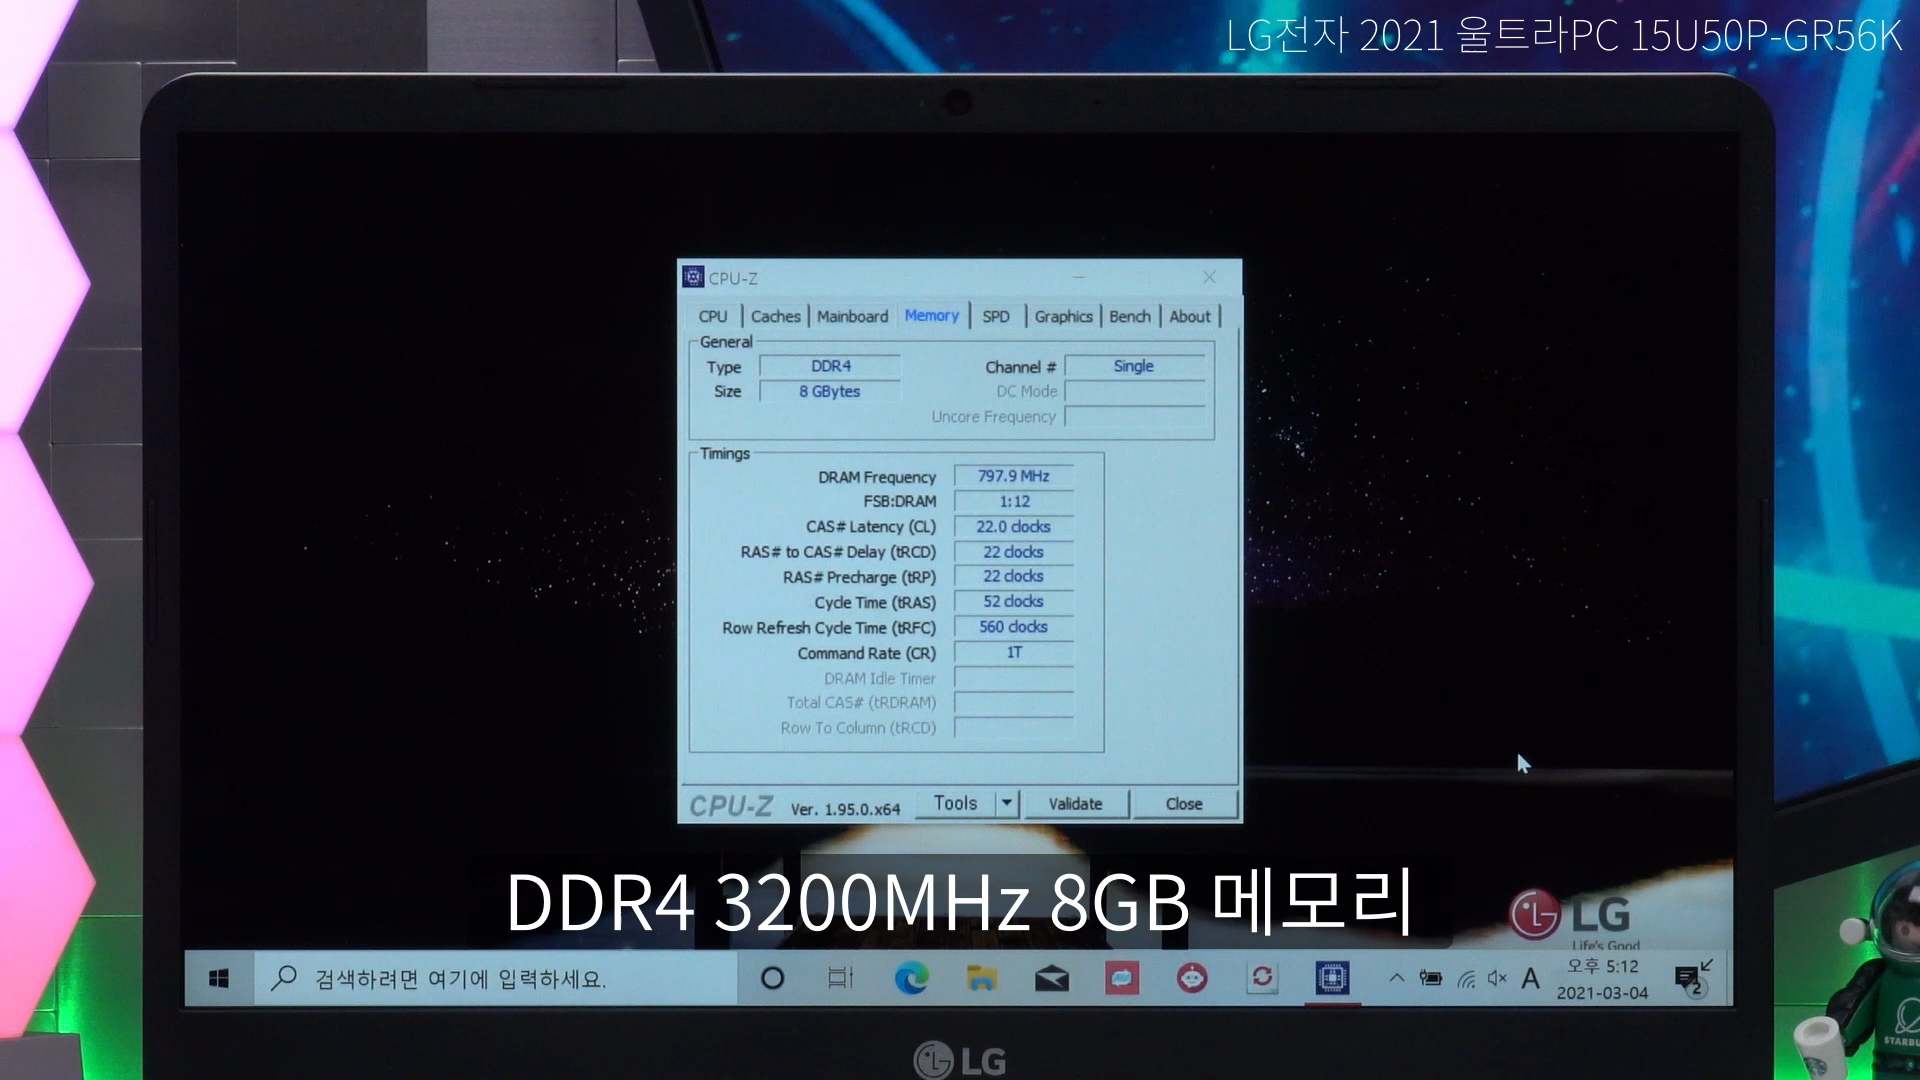 LG전자 2021 울트라PC 15U50P-GR56K
CPU-Z
CPU Caches Mainboard Memory SPD Graphics Bench About
General
Type DDR4 Channel # Single
Size 8 GBytes DC Mode
Uncore Frequency
Timings
DRAM Frequency 797.9 MHz
FSB:DRAM 1:12
CAS# Latency (CL) 22.0 clocks
RAS# to CAS# Delay (tRCD) 22 clocks
RAS# Precharge (tRP) 22 clocks
Cycle Time (tRAS) 52 clocks
Row Refresh Cycle Time (tRFC) 560 clocks
Command Rate (CR) 1T
DRAM Idle Timer
Total CAS# (tRDRAM)
Row To Column (tRCD)
CPU-Z Ver. 1.95.0.x64 Tools Validate Close
DDR4 3200MHz 8GB 메모리
LG
Life's Good
검색하려면 여기에 입력하세요.
A
오후 5:12
2021-03-04
2
LG